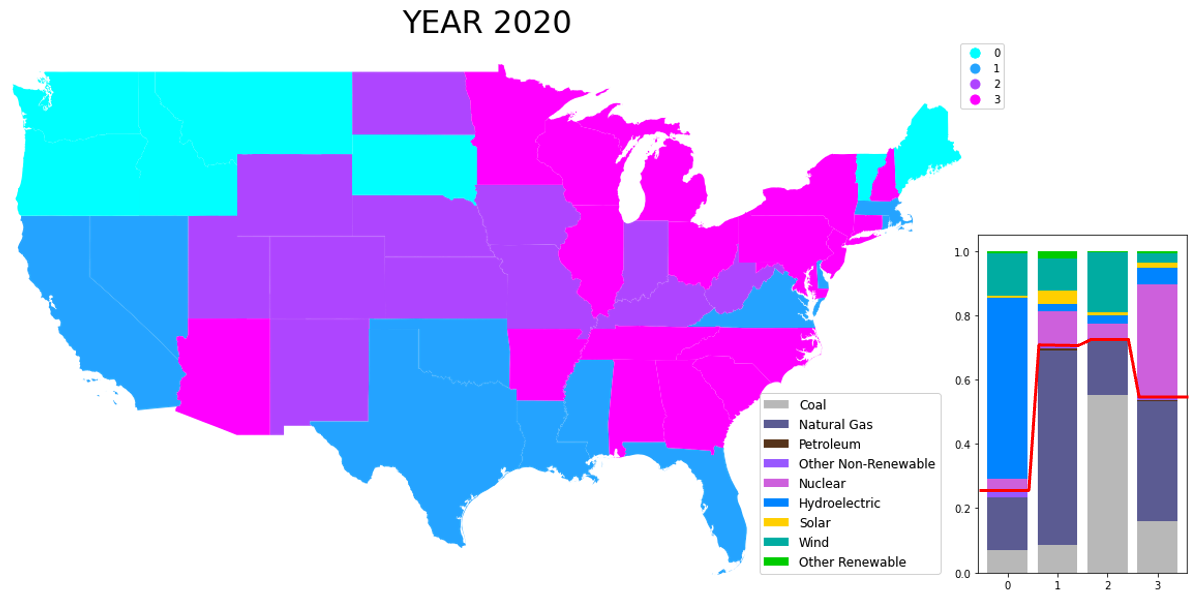 YEAR 2020
0
1
2
3
Coal
Natural Gas
Petroleum
Other Non-Renewable
Nuclear
Hydroelectric
Solar
Wind
Other Renewable
1.0
0.8
0.6
0.4
0.2
0.0
0 1 2 3